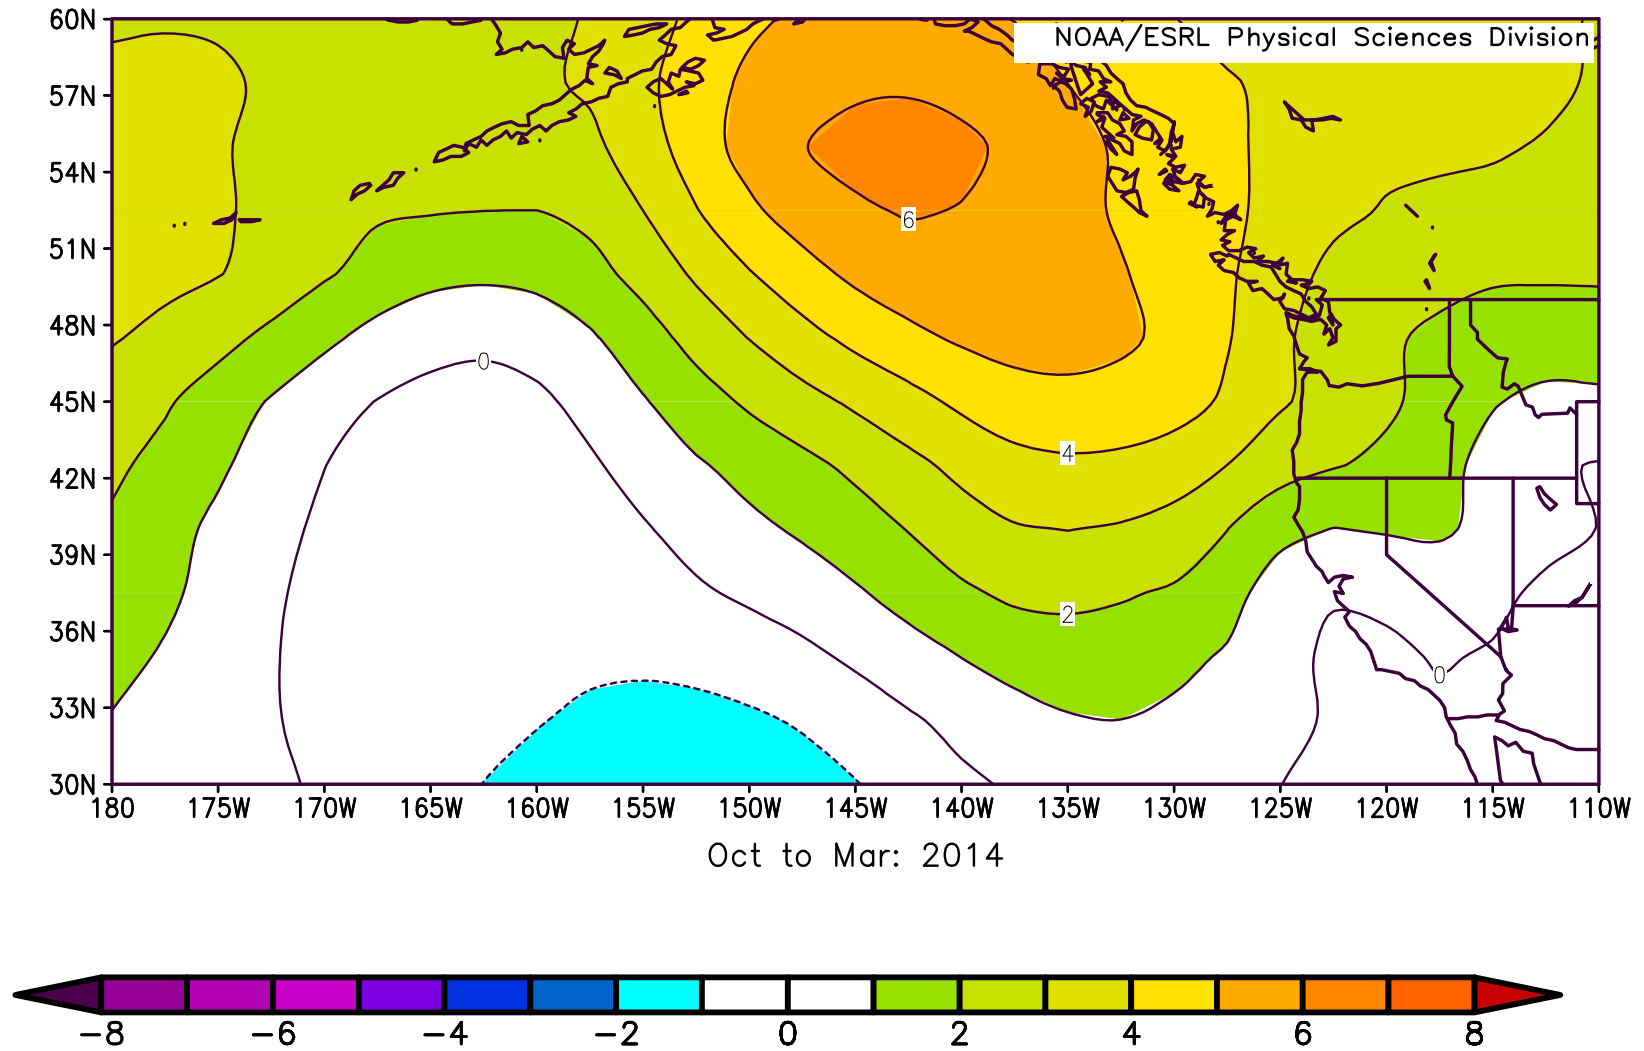 60N
NOAA/ESRL Physical Sciences Division
57N
54N
6
51N
48N
0
45N
4
42N
39N
2
36N
0
33N
30N
180 175W 170W 165W 160W 155W 150W 145W 140W 135W 130W 125W 120W 115W 110W
Oct to Mar: 2014
−8 −6 −4 −2 0 2 4 6 8